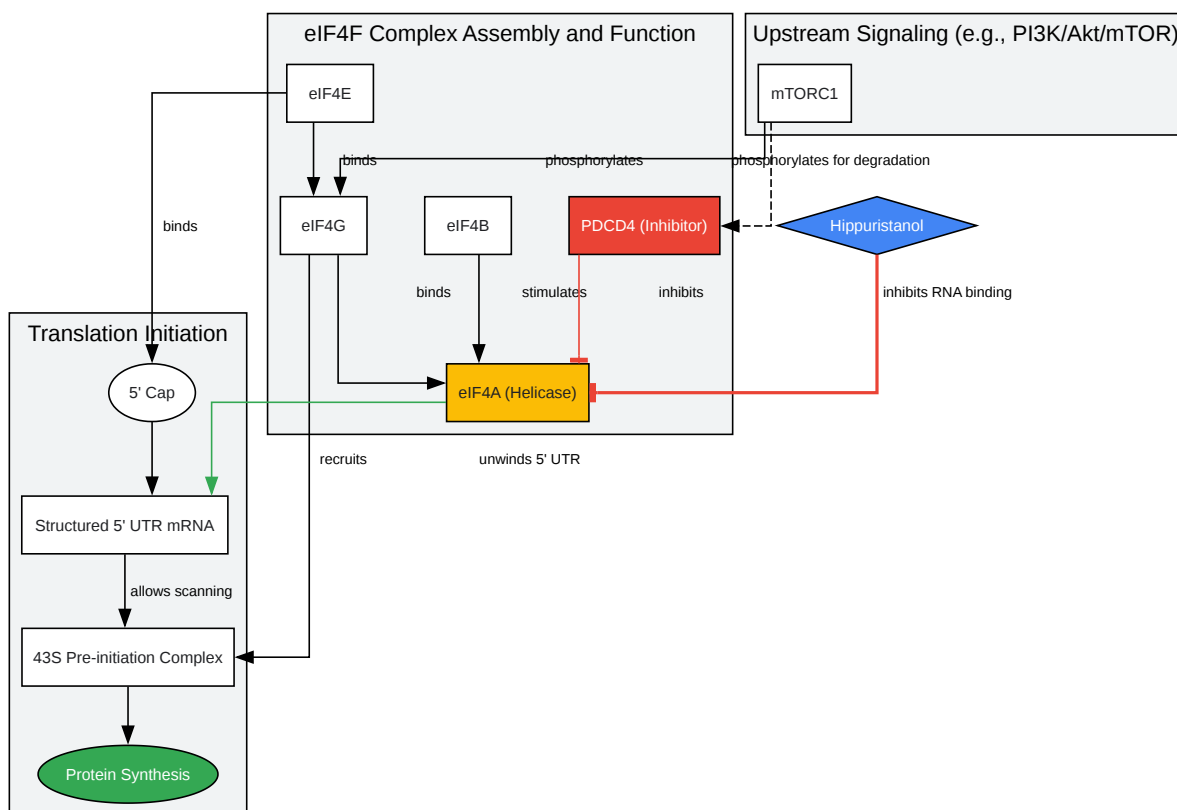 eIF4F Complex Assembly and Function
Upstream Signaling (e.g., PI3K/Akt/mTOR)
eIF4E
mTORC1
binds
phosphorylates
phosphorylates for degradation
binds
eIF4G
eIF4B
PDCD4 (Inhibitor)
Hippuristanol
binds
stimulates
inhibits
inhibits RNA binding
Translation Initiation
5' Cap
eIF4A (Helicase)
recruits
unwinds 5' UTR
Structured 5' UTR mRNA
allows scanning
43S Pre-initiation Complex
Protein Synthesis